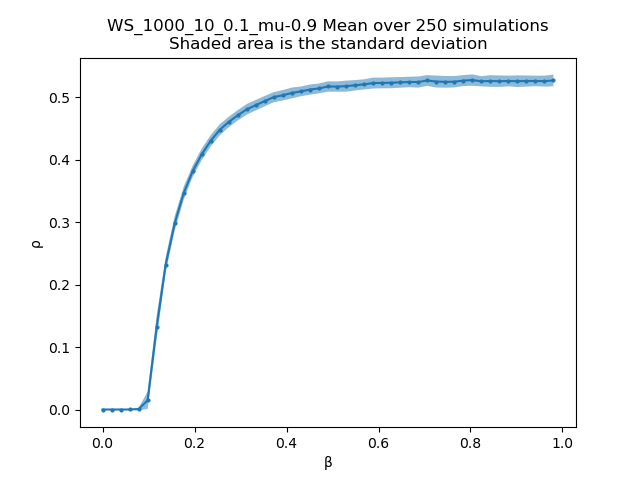 WS_1000_10_0.1_mu-0.9 Mean over 250 simulations
Shaded area is the standard deviation
0.5
0.4
0.3
0.2
0.1
0.0
ρ
0.0 0.2 0.4 0.6 0.8 1.0
β